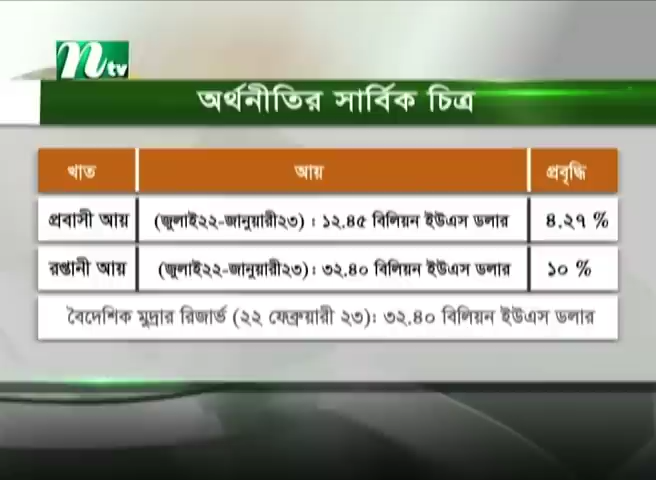 ntv
অর্থনীতির সার্বিক চিত্র
খাত আয় প্রবৃদ্ধি
প্রবাসী আয় (জুলাই২২-জানুয়ারী২৩) : ১২.৪৫ বিলিয়ন ইউএস ডলার ৪.২৭ %
রপ্তানী আয় (জুলাই২২-জানুয়ারী২৩) : ৩২.৪০ বিলিয়ন ইউএস ডলার ১০ %
বৈদেশিক মুদ্রার রিজার্ভ (২২ ফেব্রুয়ারী ২৩): ৩২.৪০ বিলিয়ন ইউএস ডলার